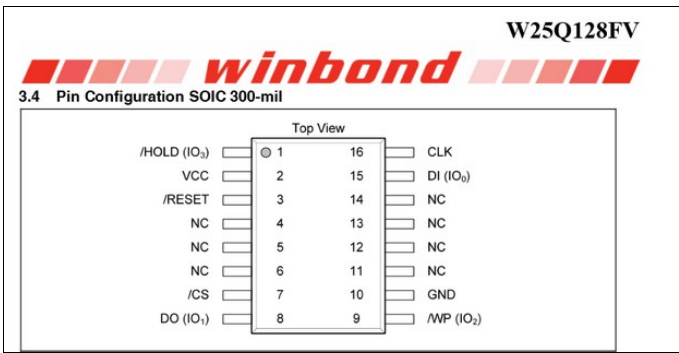 W25Q128FV
winbond
3.4 Pin Configuration SOIC 300-mil
Top View
/HOLD (IO₃) 1 16 CLK
VCC 2 15 DI (IO₀)
/RESET 3 14 NC
NC 4 13 NC
NC 5 12 NC
NC 6 11 NC
/CS 7 10 GND
DO (IO₁) 8 9 /WP (IO₂)